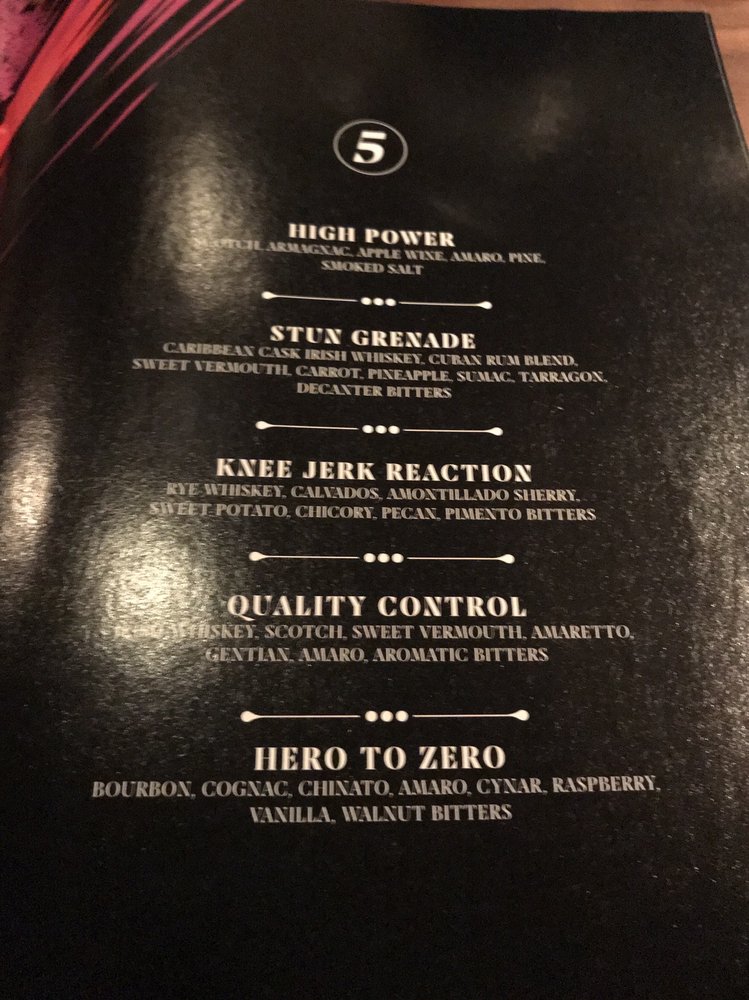 5
HIGH POWER
SCOTCH, ARMAGNAC, APPLE WINE, AMARO, PINE,
SMOKED SALT
STUN GRENADE
CARIBBEAN CASK IRISH WHISKEY, CUBAN RUM BLEND,
SWEET VERMOUTH, CARROT, PINEAPPLE, SUMAC, TARRAGON,
DECANTER BITTERS
KNEE JERK REACTION
RYE WHISKEY, CALVADOS, AMONTILLADO SHERRY,
SWEET POTATO, CHICORY, PECAN, PIMENTO BITTERS
QUALITY CONTROL
WHISKEY, SCOTCH, SWEET VERMOUTH, AMARETTO,
GENTIAN, AMARO, AROMATIC BITTERS
HERO TO ZERO
BOURBON, COGNAC, CHINATO, AMARO, CYNAR, RASPBERRY,
VANILLA, WALNUT BITTERS